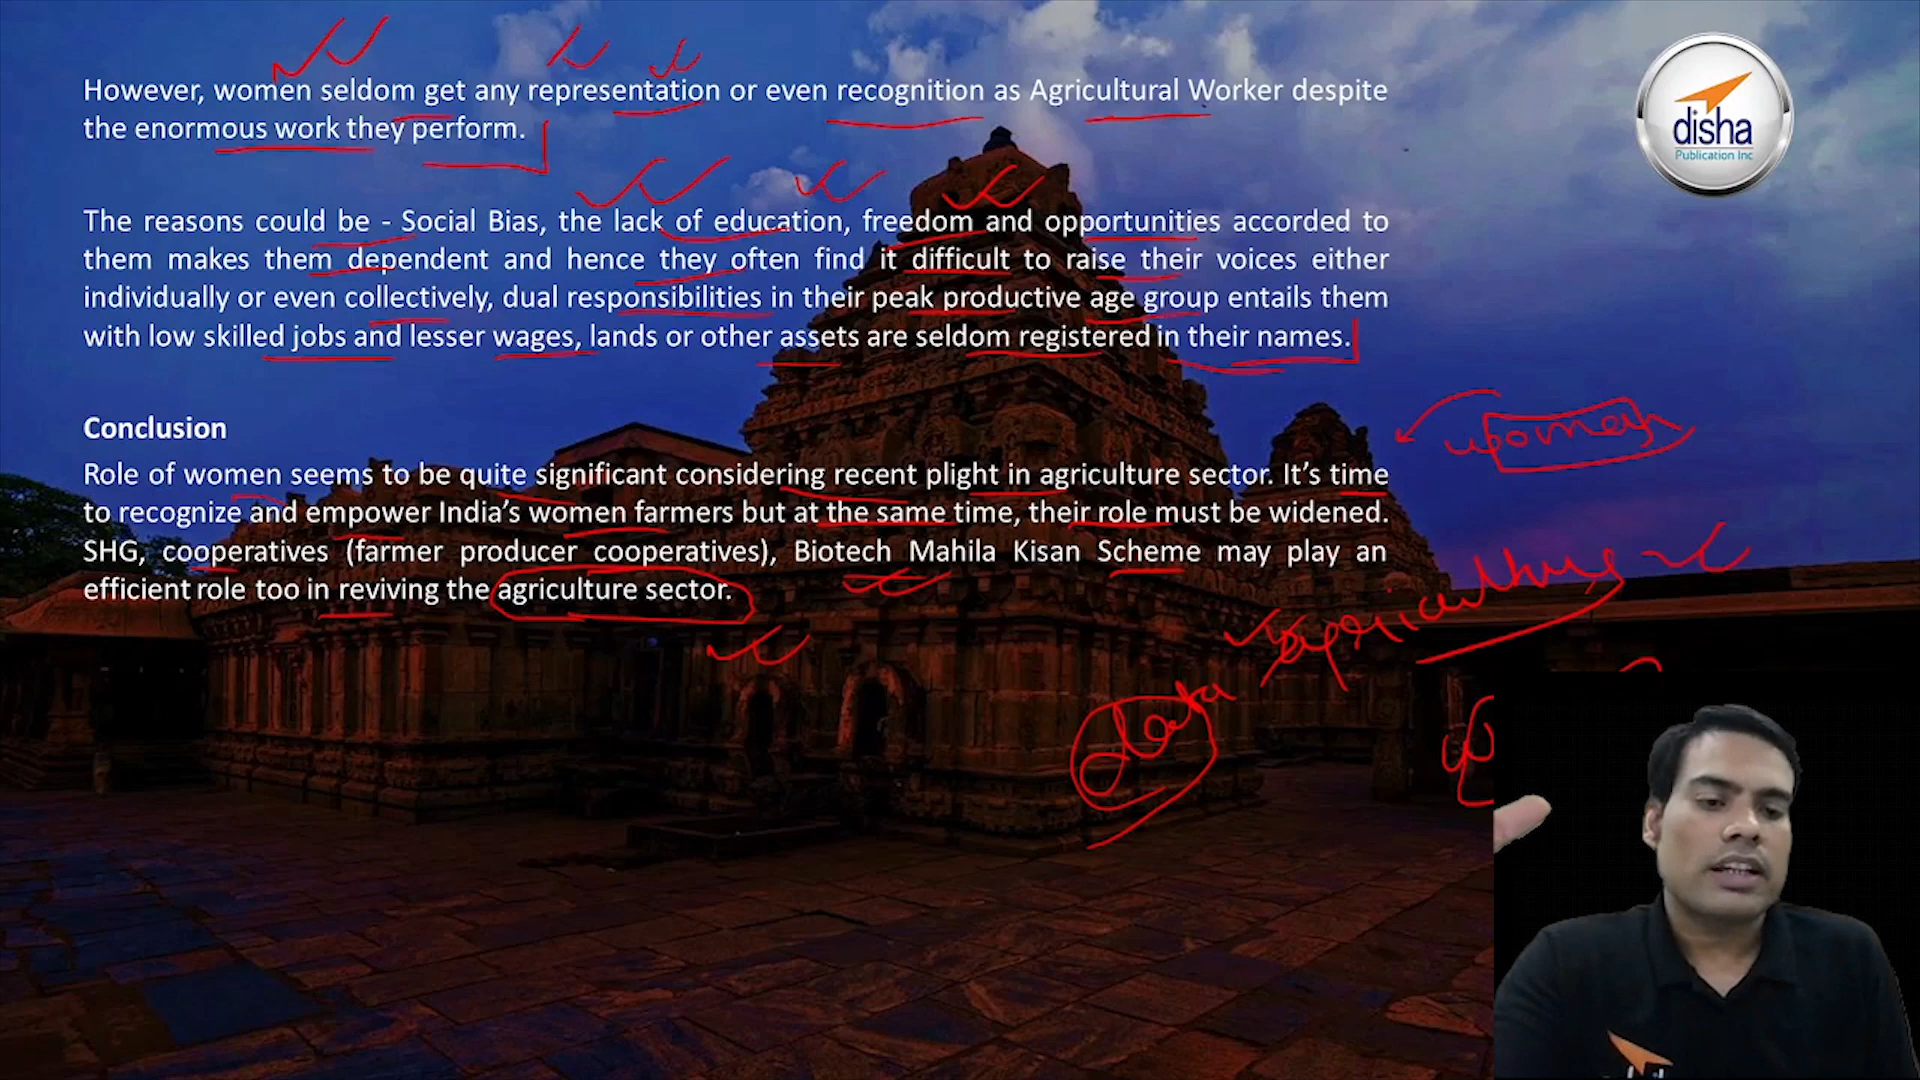 However, women seldom get any representation or even recognition as Agricultural Worker despite
the enormous work they perform.
disha
Publication Inc
The reasons could be - Social Bias, the lack of education, freedom and opportunities accorded to
them makes them dependent and hence they often find it difficult to raise their voices either
individually or even collectively, dual responsibilities in their peak productive age group entails them
with low skilled jobs and lesser wages, lands or other assets are seldom registered in their names.
Conclusion
women
Role of women seems to be quite significant considering recent plight in agriculture sector. It’s time
to recognize and empower India’s women farmers but at the same time, their role must be widened.
SHG, cooperatives (farmer producer cooperatives), Biotech Mahila Kisan Scheme may play an
efficient role too in reviving the agriculture sector.
data